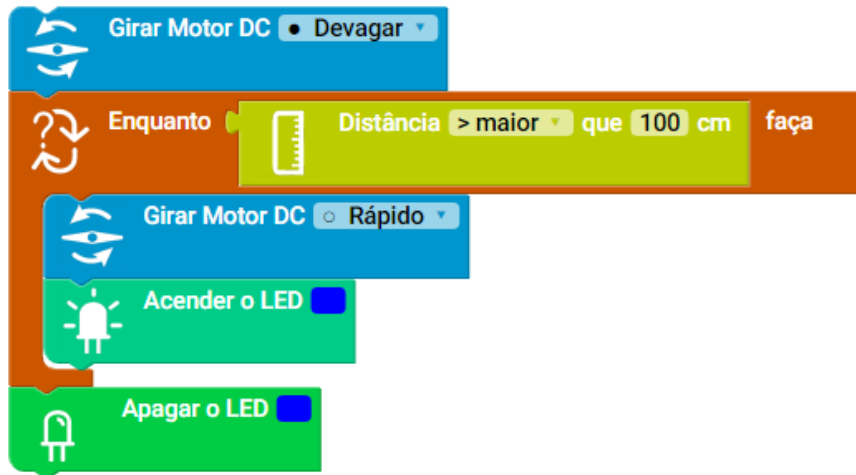 Girar Motor DC ● Devagar
Enquanto Distância > maior que 100 cm faça
Girar Motor DC ○ Rápido
Acender o LED
Apagar o LED